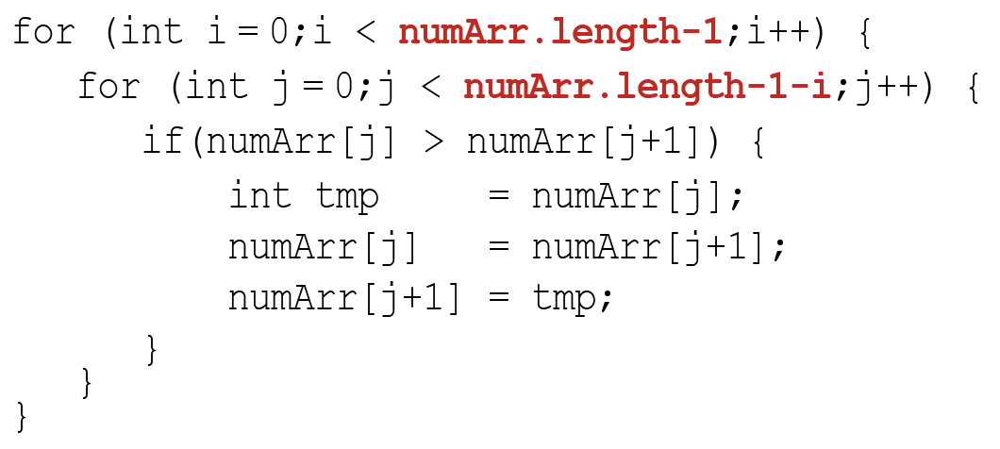 for (int i = 0;i < numArr.length-1;i++) {
for (int j = 0;j < numArr.length-1-i;j++) {
if(numArr[j] > numArr[j+1]) {
int tmp = numArr[j];
numArr[j] = numArr[j+1];
numArr[j+1] = tmp;
}
}
}